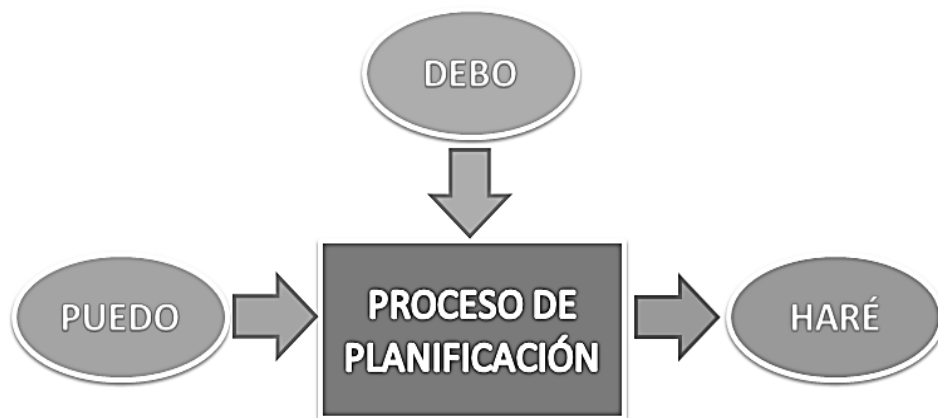 DEBO
PUEDO
PROCESO DE
PLANIFICACIÓN
HARÉ